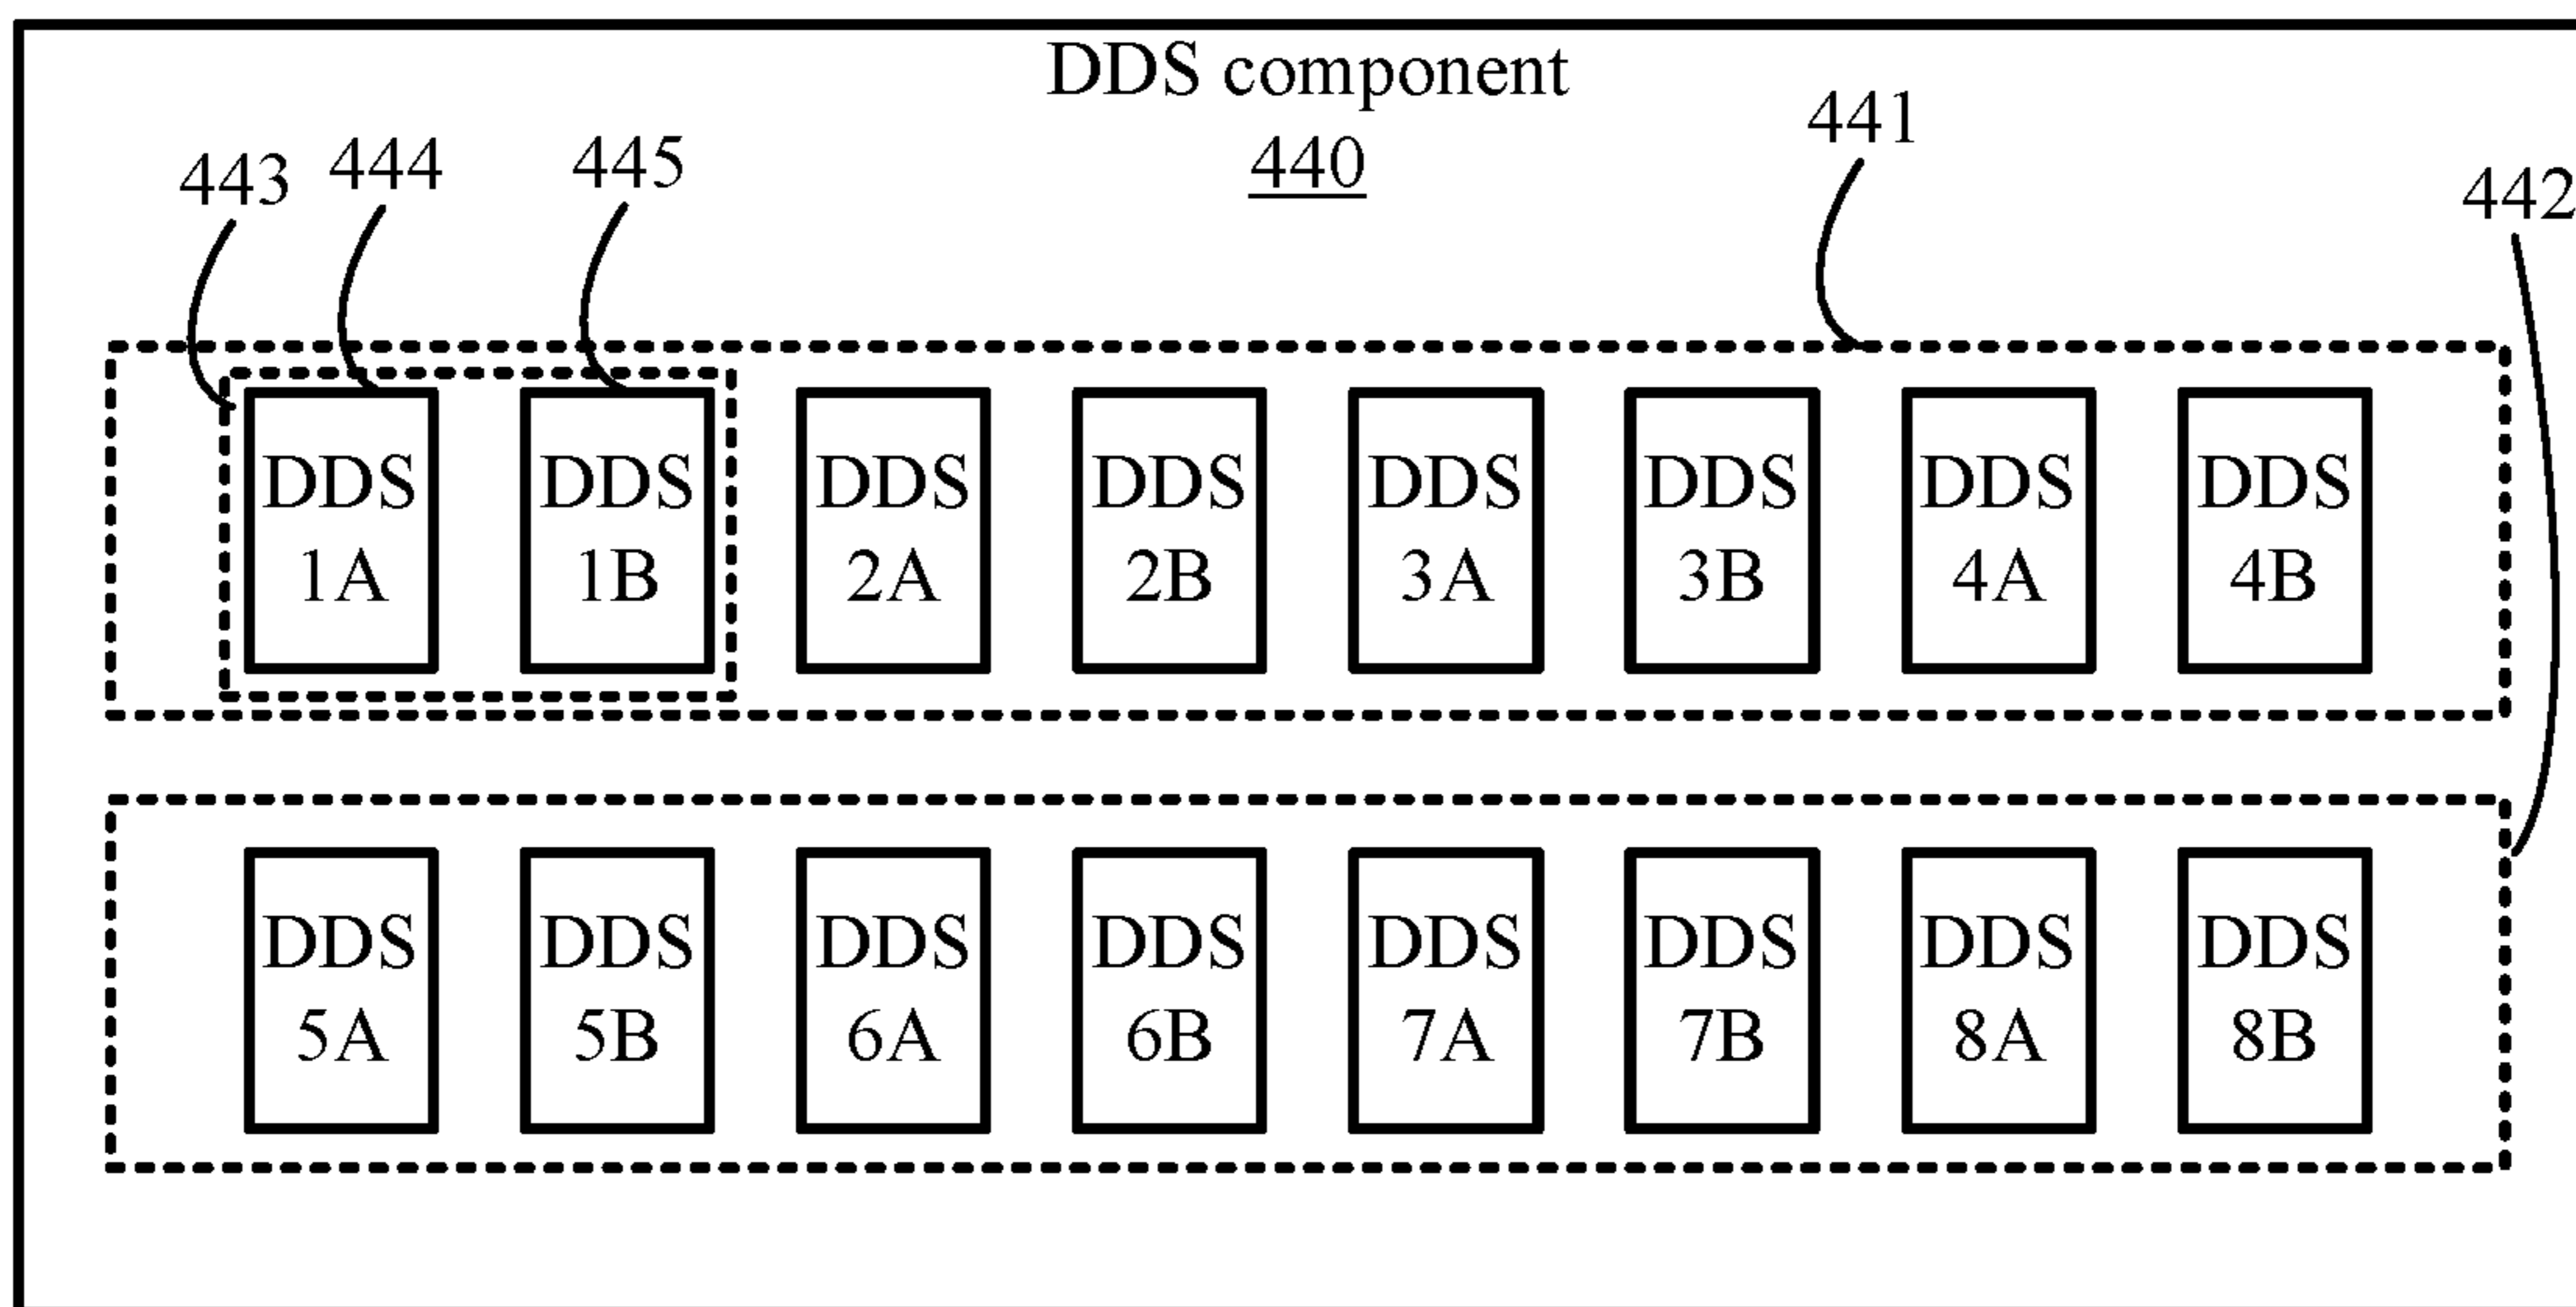 DDS component
440
441
442
443
444
445
DDS DDS DDS DDS DDS DDS DDS DDS
1A 1B 2A 2B 3A 3B 4A 4B
DDS DDS DDS DDS DDS DDS DDS DDS
5A 5B 6A 6B 7A 7B 8A 8B